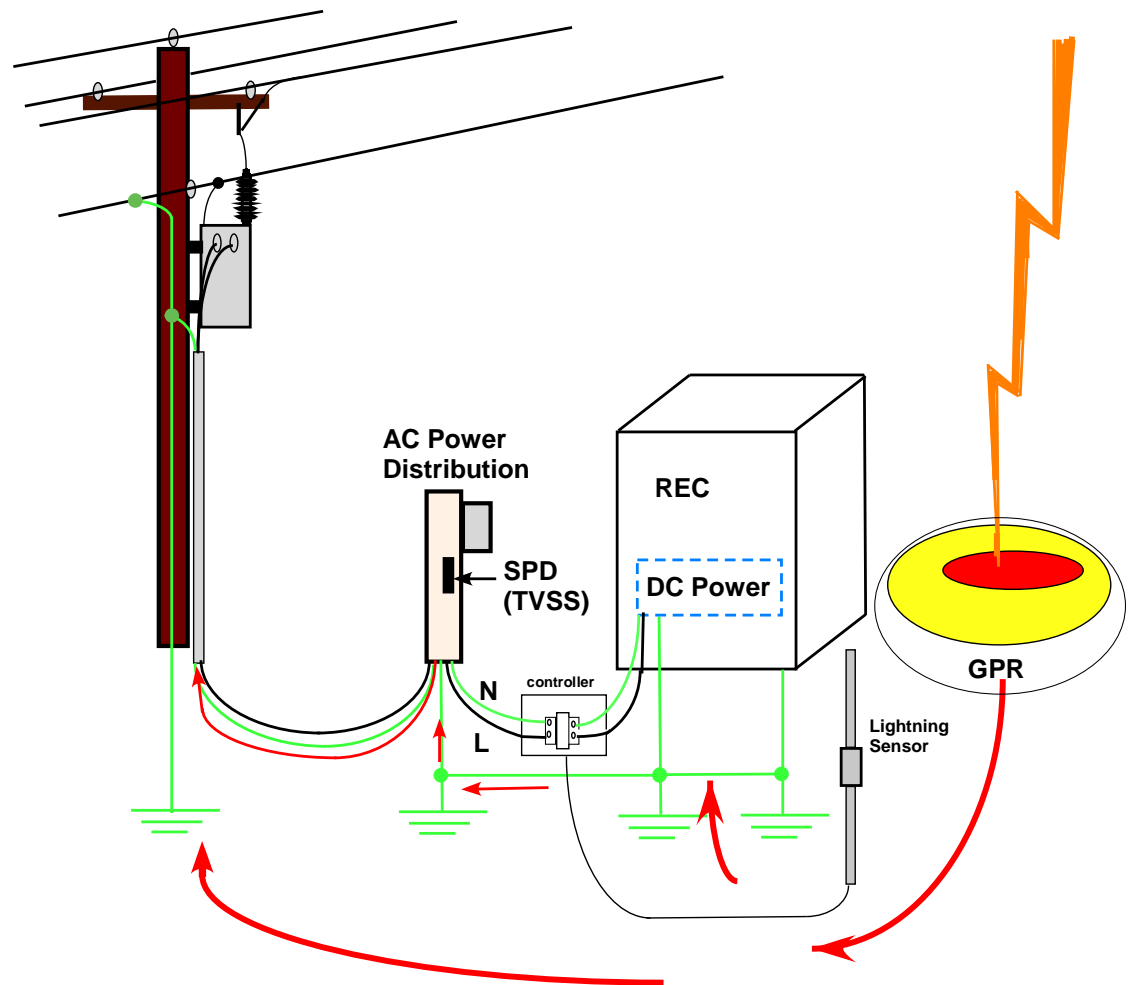 AC Power
Distribution
REC
SPD
(TVSS)
DC Power
GPR
N
controller
L
Lightning
Sensor